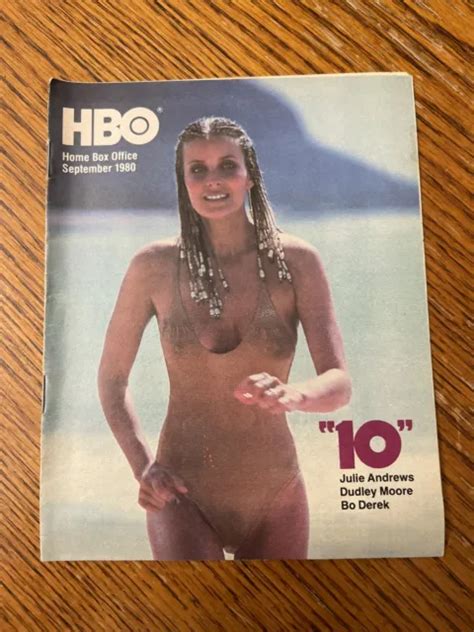 HBO®
Home Box Office
September 1980
"10"
Julie Andrews
Dudley Moore
Bo Derek